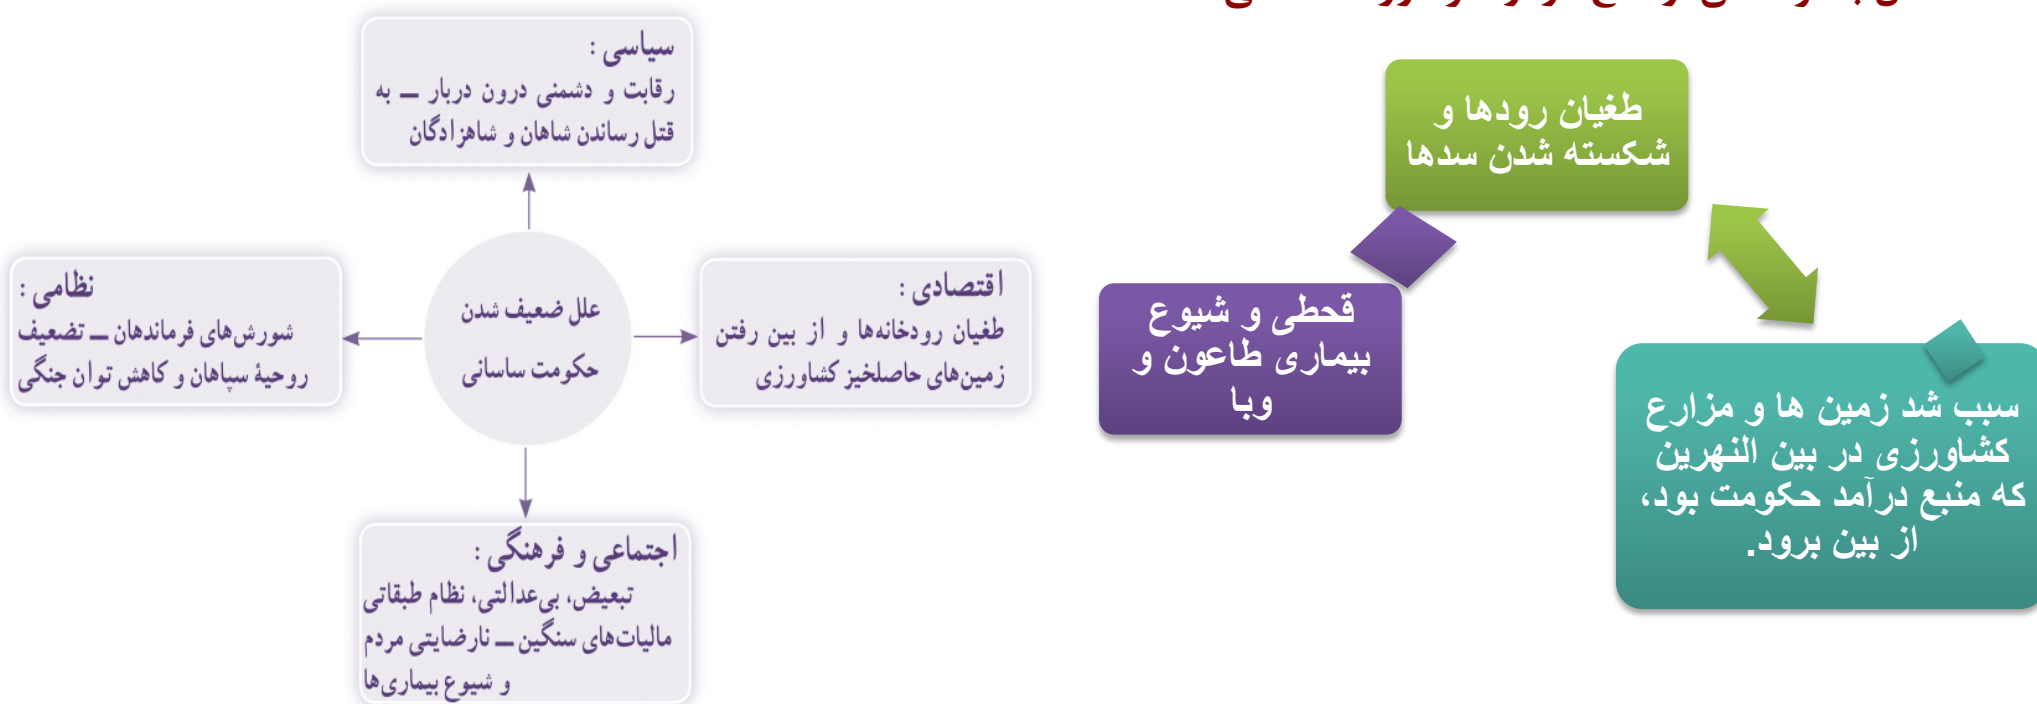 طغیان رودها و
شکسته شدن سدها
قحطی و شیوع
بیماری طاعون و
وبا
سبب شد زمین ها و مزارع
کشاورزی در بین النهرین
که منبع درآمد حکومت بود،
از بین برود.
سیاسی :
رقابت و دشمنی درون دربار ــ به
قتل رساندن شاهان و شاهزادگان
اقتصادی :
طغیان رودخانه‌ها و از بین رفتن
زمین‌های حاصلخیز کشاورزی
علل ضعیف شدن
حکومت ساسانی
نظامی :
شورش‌های فرماندهان ــ تضعیف
روحیهٔ سپاهان و کاهش توان جنگی
اجتماعی و فرهنگی :
تبعیض، بی‌عدالتی، نظام طبقاتی
مالیات‌های سنگین ــ نارضایتی مردم
و شیوع بیماری‌ها